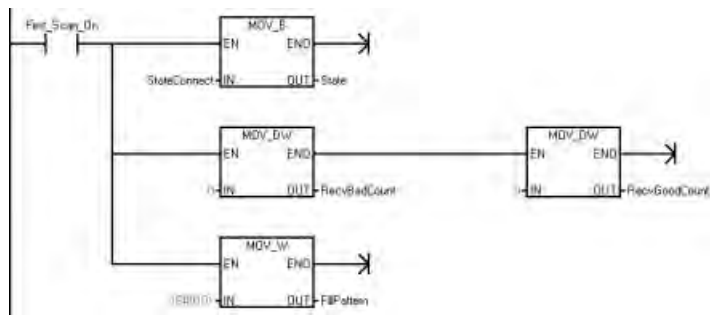 First_Scan_On
MOV_B
EN ENO
StateConnect IN OUT State
MOV_DW MOV_DW
EN ENO EN ENO
IN OUT RecvBadCount IN OUT RecvGoodCount
MOV_W
EN ENO
IN OUT FillPattern